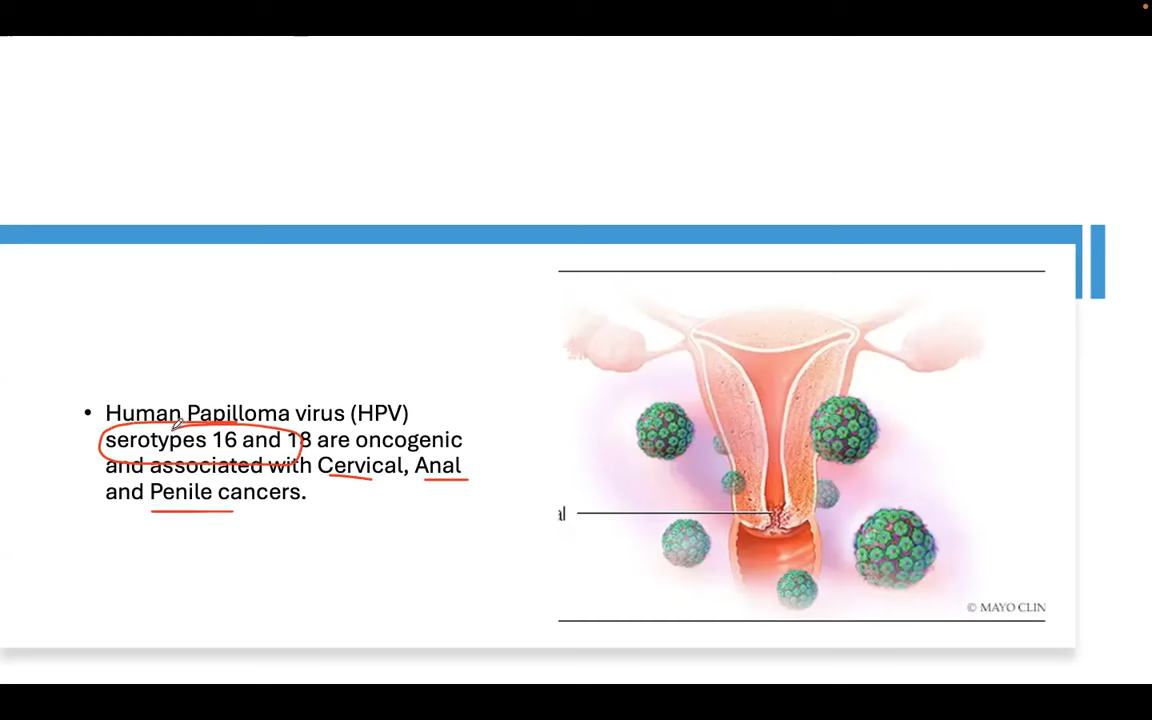 • Human Papilloma virus (HPV)
serotypes 16 and 18 are oncogenic
and associated with Cervical, Anal
and Penile cancers.
al
© MAYO CLIN